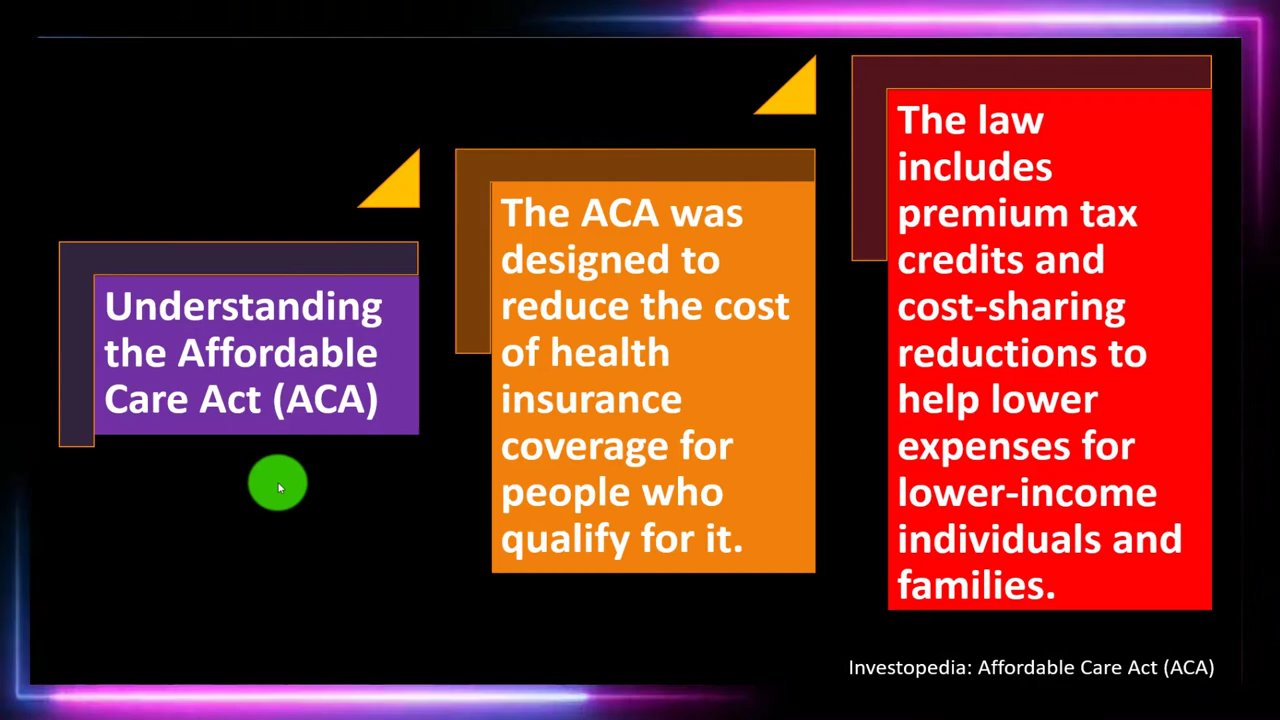 Understanding
the Affordable
Care Act (ACA)
The ACA was
designed to
reduce the cost
of health
insurance
coverage for
people who
qualify for it.
The law
includes
premium tax
credits and
cost-sharing
reductions to
help lower
expenses for
lower-income
individuals and
families.
Investopedia: Affordable Care Act (ACA)